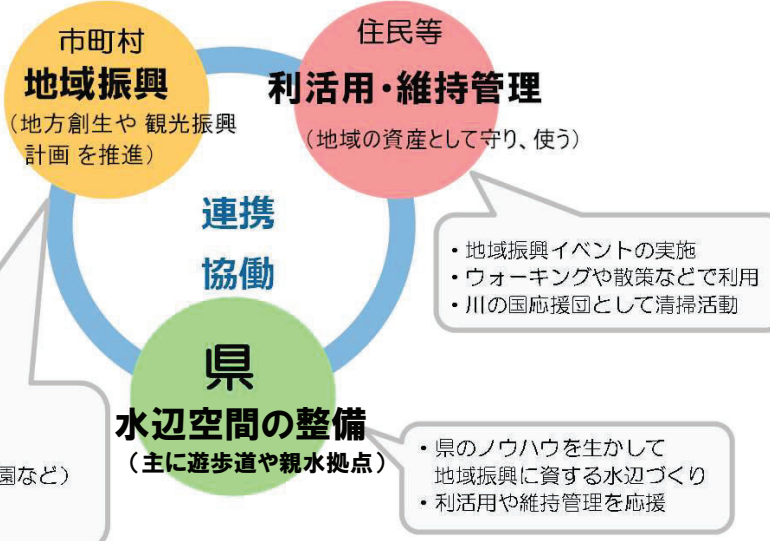 市町村
地域振興
（地方創生や 観光振興
計画 を推進）
住民等
利活用・維持管理
（地域の資産として守り、使う）
連携
協働
・地域振興イベントの実施
・ウォーキングや散策などで利用
・川の国応援団として清掃活動
県
水辺空間の整備
（主に遊歩道や親水拠点）
園など）
・県のノウハウを生かして
地域振興に資する水辺づくり
・利活用や維持管理を応援